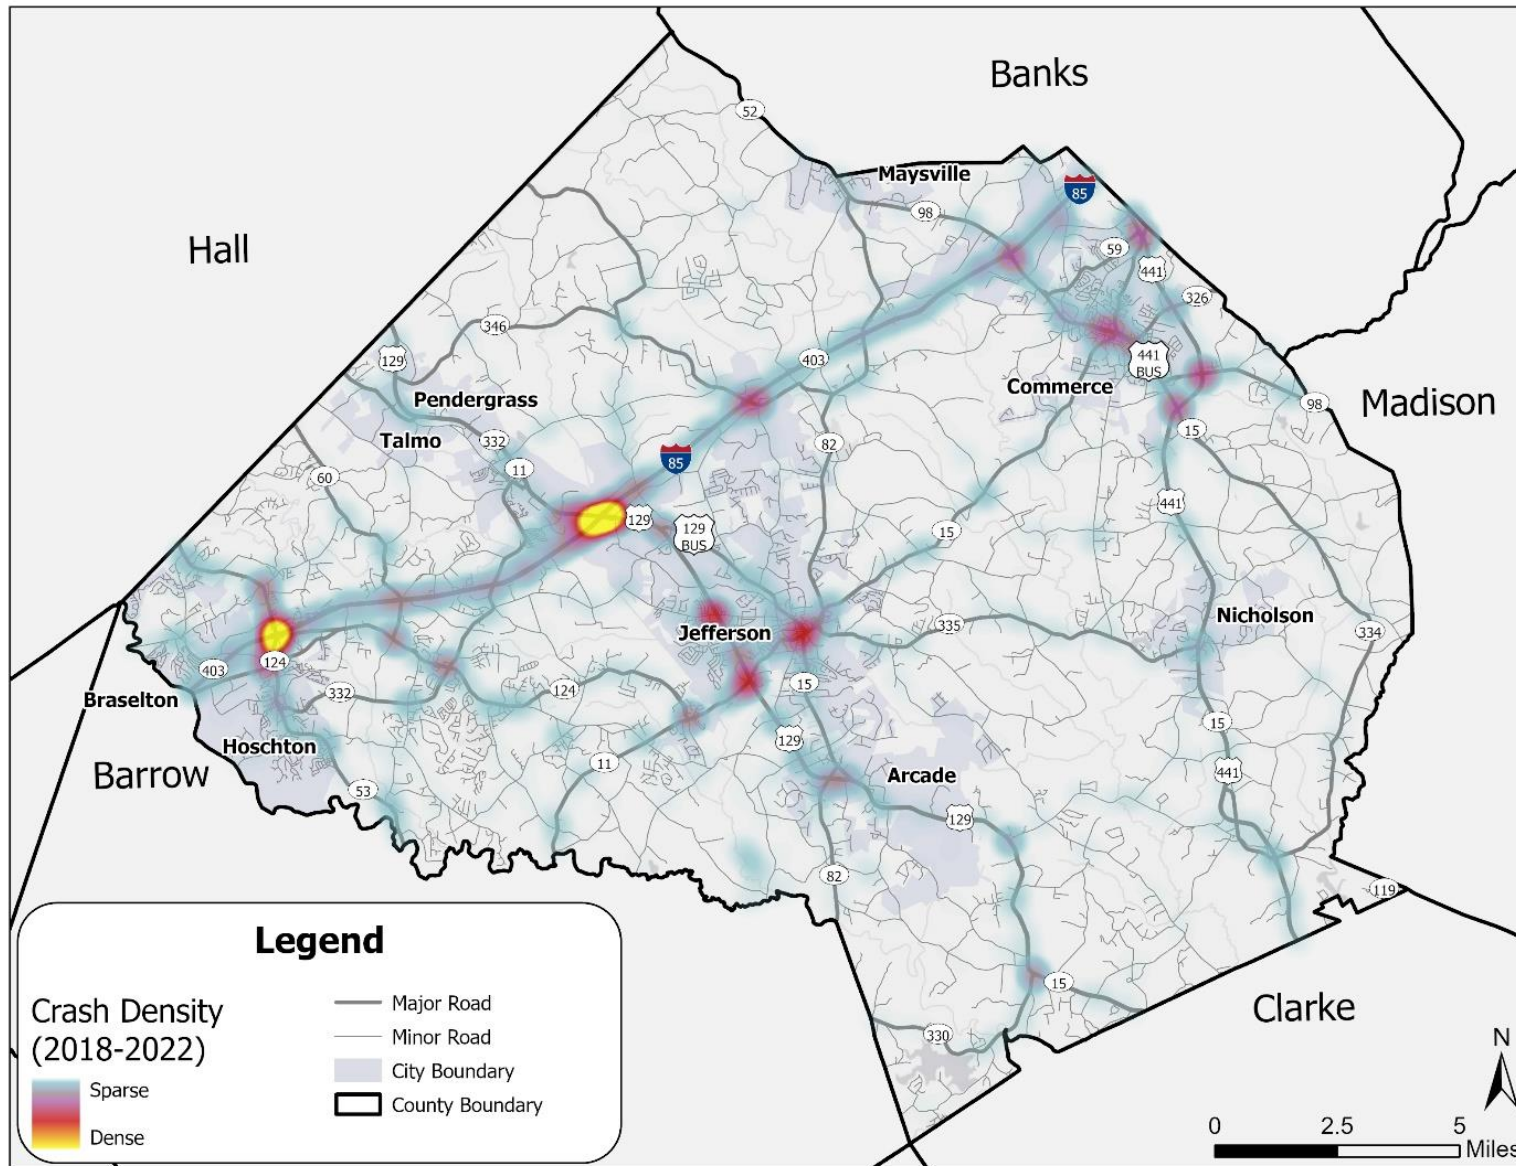 Banks
52
Maysville
85
98
Hall
59
441
326
346
129
403
441
BUS
Commerce
Pendergrass
98
Madison
Talmo
332
82
15
85
11
60
441
129
129
BUS
15
Nicholson
Jefferson
335
334
403
124
332
124
15
Braselton
15
Hoschton
129
11
441
Barrow
Arcade
53
129
82
119
Legend
Crash Density
(2018-2022)
Sparse
Dense
Major Road
Minor Road
City Boundary
County Boundary
15
Clarke
330
N
0 2.5 5
Miles